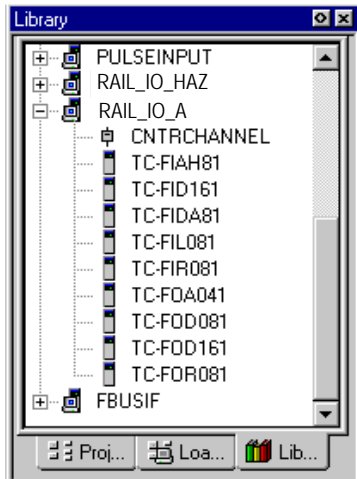 Library
PULSEINPUT
RAIL_IO_HAZ
RAIL_IO_A
CNTRCHANNEL
TC-FIAH81
TC-FID161
TC-FIDA81
TC-FIL081
TC-FIR081
TC-FOA041
TC-FOD081
TC-FOD161
TC-FOR081
FBUSIF
Proj... Loa... Lib...